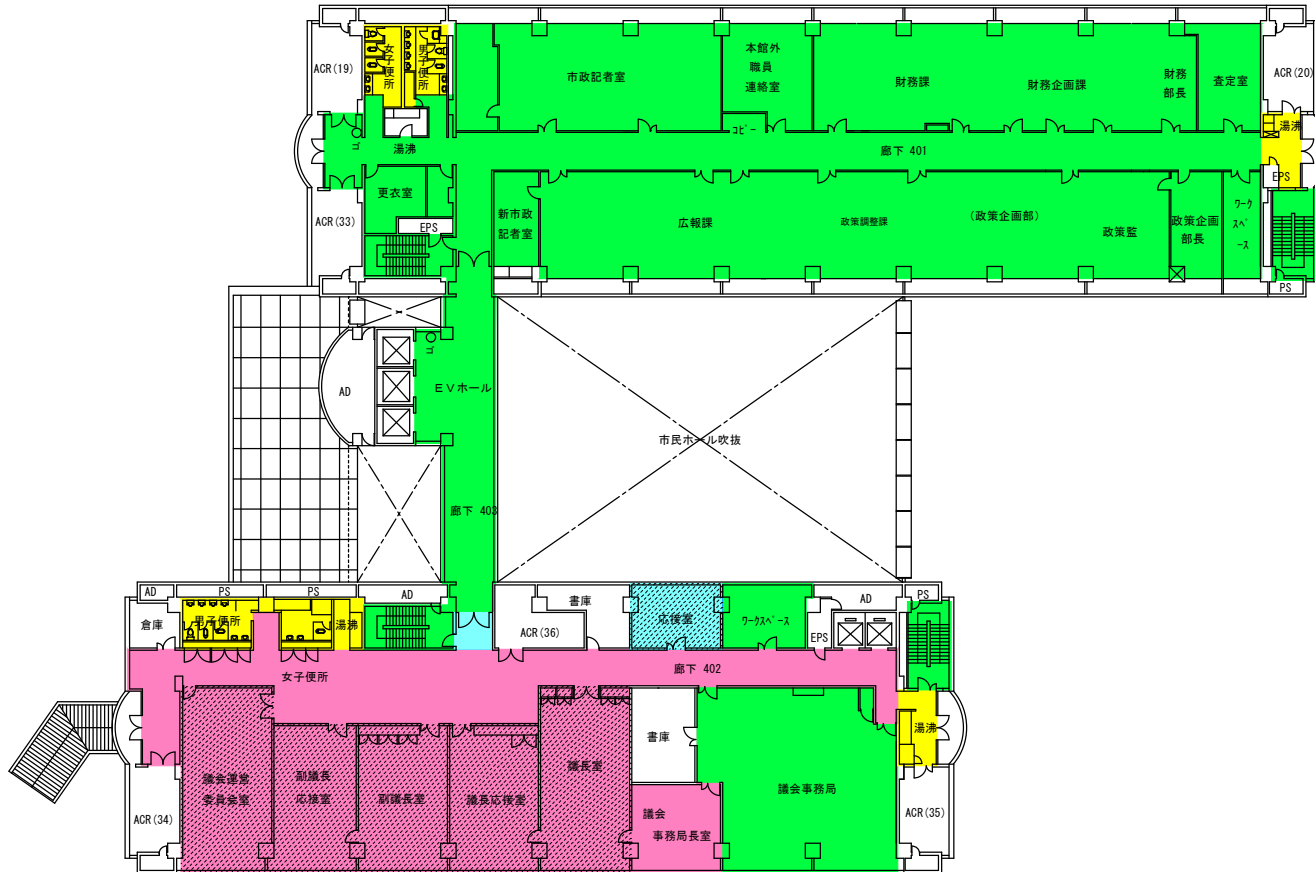 女子便所
男子便所
ACR(19)
市政記者室
本館外
職員
連絡室
財務課
財務企画課
財務
部長
査定室
ACR(20)
コピー
ゴ
湯沸
廊下 401
湯沸
EPS
更衣室
ACR(33)
EPS
新市政
記者室
広報課
政策調整課
(政策企画部)
政策監
政策企画
部長
ワーク
スペース
PS
ゴ
AD
EVホール
市民ホール吹抜
廊下 403
AD
PS
PS
AD
倉庫
男子便所
湯沸
書庫
ACR(36)
応接室
ワークスペース
EPS
AD
PS
女子便所
廊下 402
議会運営
委員会室
副議長
応接室
副議長室
議長応接室
議長室
書庫
議会
事務局長室
議会事務局
湯沸
ACR(34)
ACR(35)